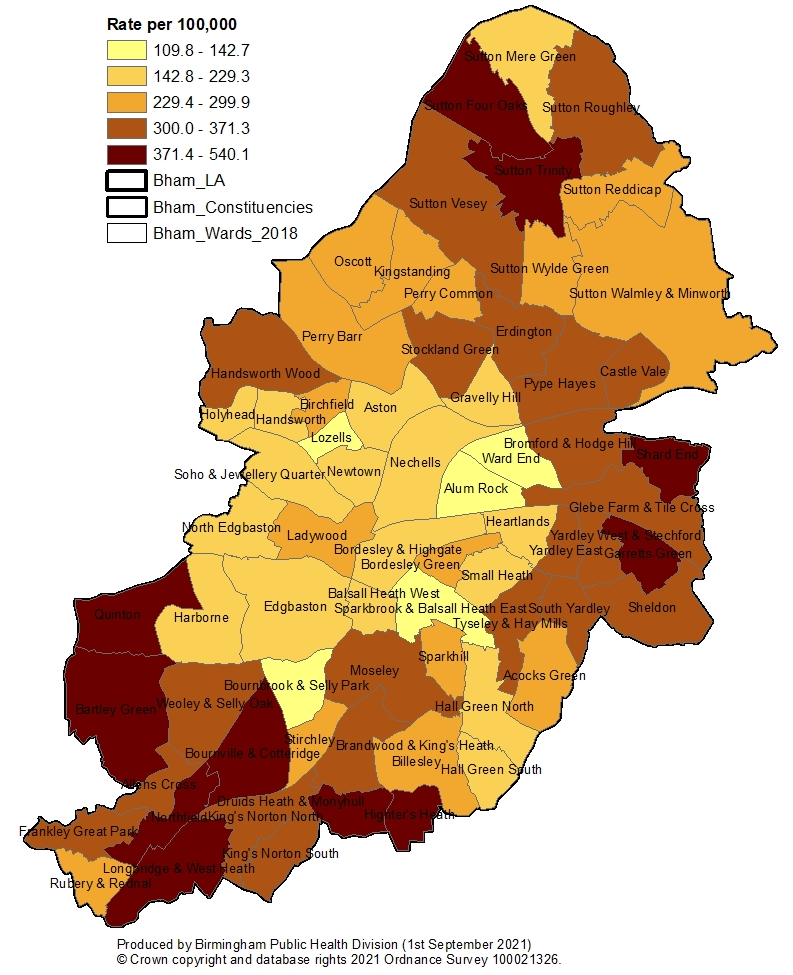 Rate per 100,000
109.8 - 142.7
142.8 - 229.3
229.4 - 299.9
300.0 - 371.3
371.4 - 540.1
Bham_LA
Bham_Constituencies
Bham_Wards_2018
Sutton Mere Green
Sutton Four Oaks
Sutton Roughley
Sutton Trinity
Sutton Reddicap
Sutton Vesey
Oscott
Kingstanding
Sutton Wylde Green
Perry Common
Sutton Walmley & Minworth
Perry Barr
Erdington
Stockland Green
Handsworth Wood
Castle Vale
Pype Hayes
Gravelly Hill
Birchfield
Aston
Holyhead
Handsworth
Lozells
Bromford & Hodge Hill
Shard End
Ward End
Nechells
Soho & Jewellery Quarter
Newtown
Alum Rock
Glebe Farm & Tile Cross
Heartlands
North Edgbaston
Ladywood
Yardley West & Stechford
Bordesley & Highgate
Yardley East
Garretts Green
Bordesley Green
Small Heath
Balsall Heath West
Edgbaston
Sparkbrook & Balsall Heath East
South Yardley
Sheldon
Quinton
Harborne
Tyseley & Hay Mills
Sparkhill
Moseley
Acocks Green
Bournbrook & Selly Park
Weoley & Selly Oak
Bartley Green
Hall Green North
Stirchley
Brandwood & King's Heath
Bournville & Cotteridge
Billesley
Hall Green South
Allens Cross
Druids Heath & Monyhull
Highter's Heath
Northfield
King's Norton North
Frankley Great Park
King's Norton South
Longbridge & West Heath
Rubery & Rednal
Produced by Birmingham Public Health Division (1st September 2021)
© Crown copyright and database rights 2021 Ordnance Survey 100021326.